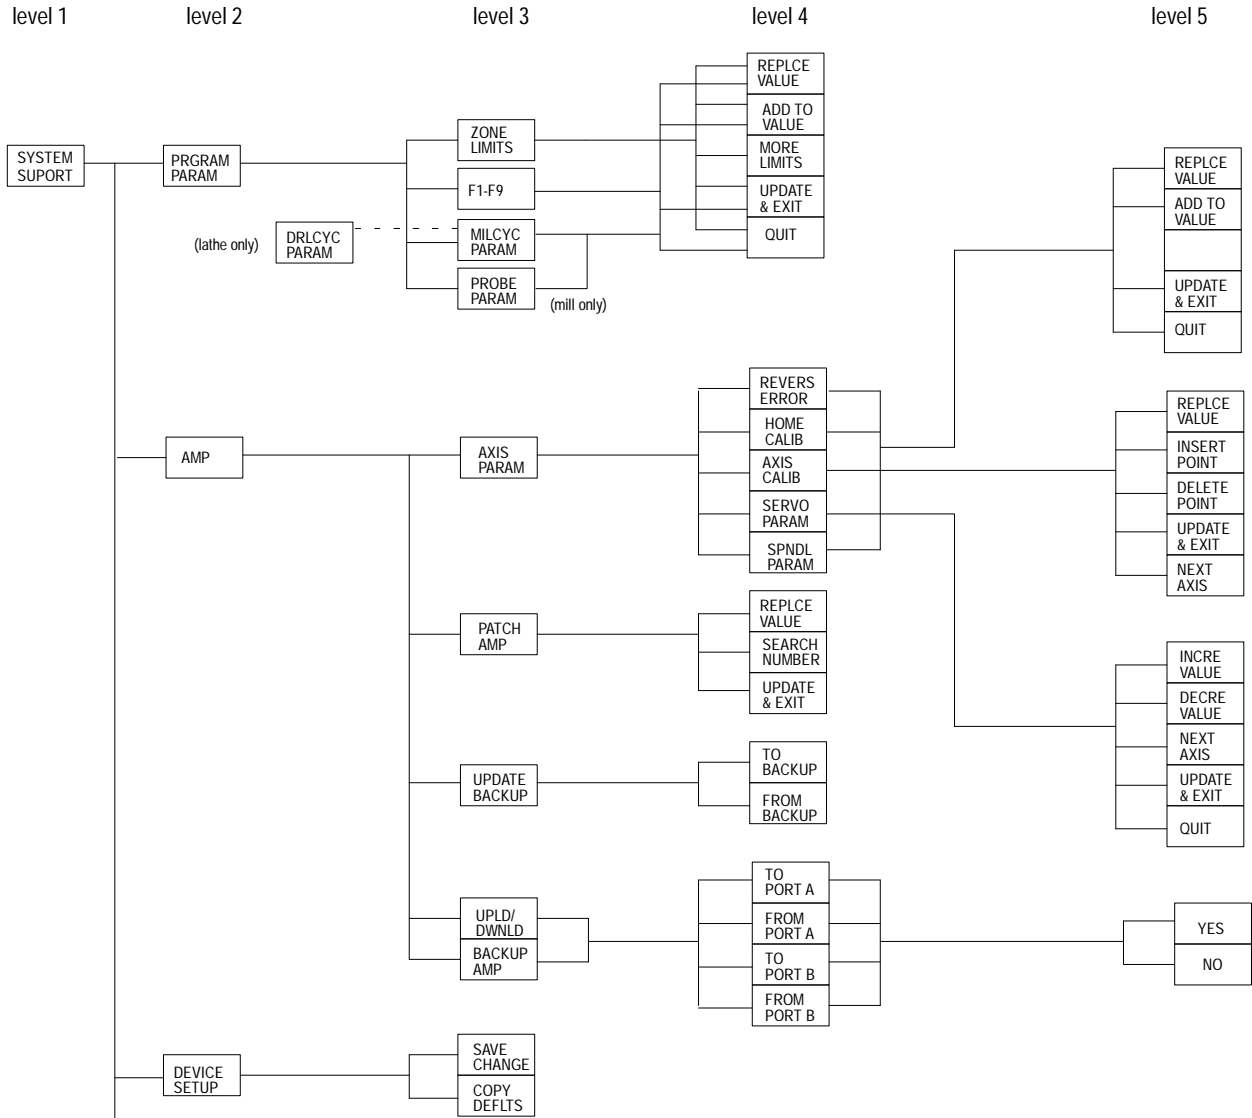 level 1
level 2
level 3
level 4
level 5
SYSTEM
SUPORT
PRGRAM
PARAM
(lathe only)
DRLCYC
PARAM
ZONE
LIMITS
F1-F9
MILCYC
PARAM
PROBE
PARAM
(mill only)
REPLCE
VALUE
ADD TO
VALUE
MORE
LIMITS
UPDATE
& EXIT
QUIT
REPLCE
VALUE
ADD TO
VALUE
UPDATE
& EXIT
QUIT
AMP
AXIS
PARAM
REVERS
ERROR
HOME
CALIB
AXIS
CALIB
SERVO
PARAM
SPNDL
PARAM
REPLCE
VALUE
INSERT
POINT
DELETE
POINT
UPDATE
& EXIT
NEXT
AXIS
PATCH
AMP
REPLCE
VALUE
SEARCH
NUMBER
UPDATE
& EXIT
INCRE
VALUE
DECRE
VALUE
NEXT
AXIS
UPDATE
& EXIT
QUIT
UPDATE
BACKUP
TO
BACKUP
FROM
BACKUP
UPLD/
DWNLD
BACKUP
AMP
TO
PORT A
FROM
PORT A
TO
PORT B
FROM
PORT B
YES
NO
DEVICE
SETUP
SAVE
CHANGE
COPY
DEFLTS